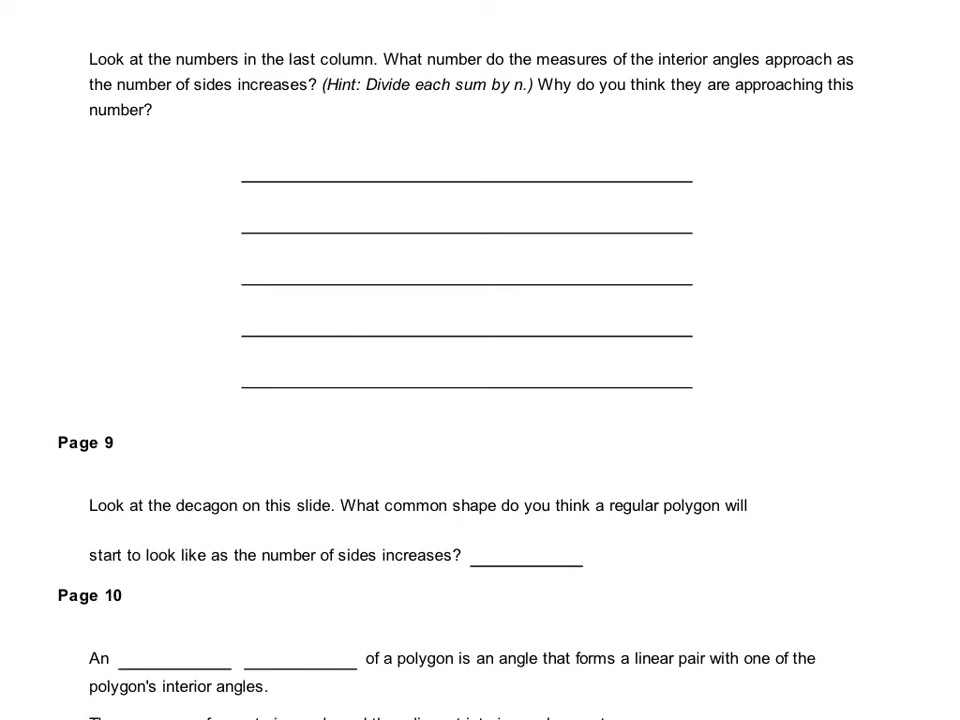 Look at the numbers in the last column. What number do the measures of the interior angles approach as
the number of sides increases? (Hint: Divide each sum by n.) Why do you think they are approaching this
number?
Page 9
Look at the decagon on this slide. What common shape do you think a regular polygon will
start to look like as the number of sides increases?
Page 10
An of a polygon is an angle that forms a linear pair with one of the
polygon's interior angles.